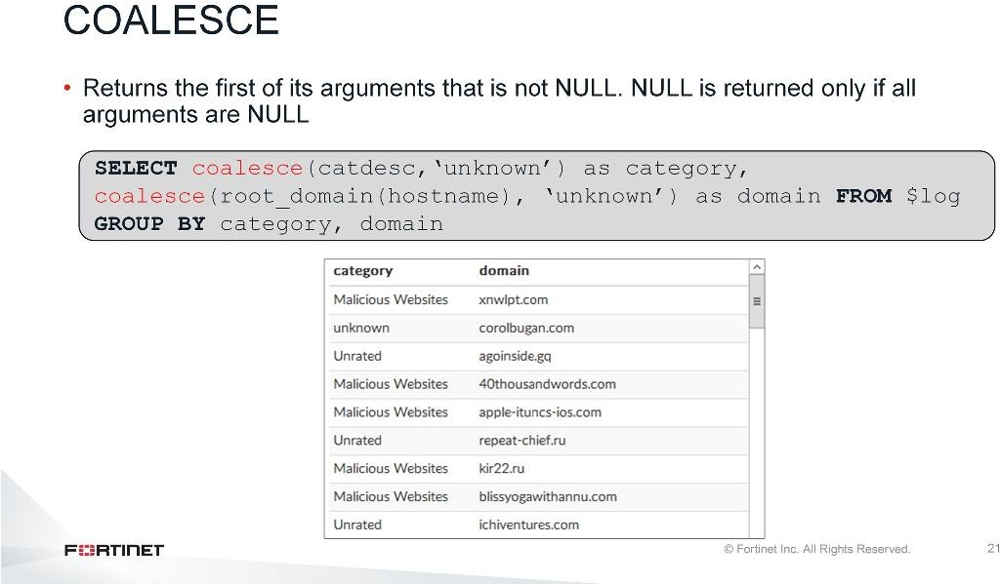 COALESCE
• Returns the first of its arguments that is not NULL. NULL is returned only if all
arguments are NULL
SELECT coalesce(catdesc,‘unknown’) as category,
coalesce(root_domain(hostname), ‘unknown’) as domain FROM $log
GROUP BY category, domain
category domain
Malicious Websites xnwlpt.com
unknown corolbugan.com
Unrated agoinside.gq
Malicious Websites 40thousandwords.com
Malicious Websites apple-ituncs-ios.com
Unrated repeat-chief.ru
Malicious Websites kir22.ru
Malicious Websites blissyogawithannu.com
Unrated ichiventures.com
FORTINET © Fortinet Inc. All Rights Reserved. 21